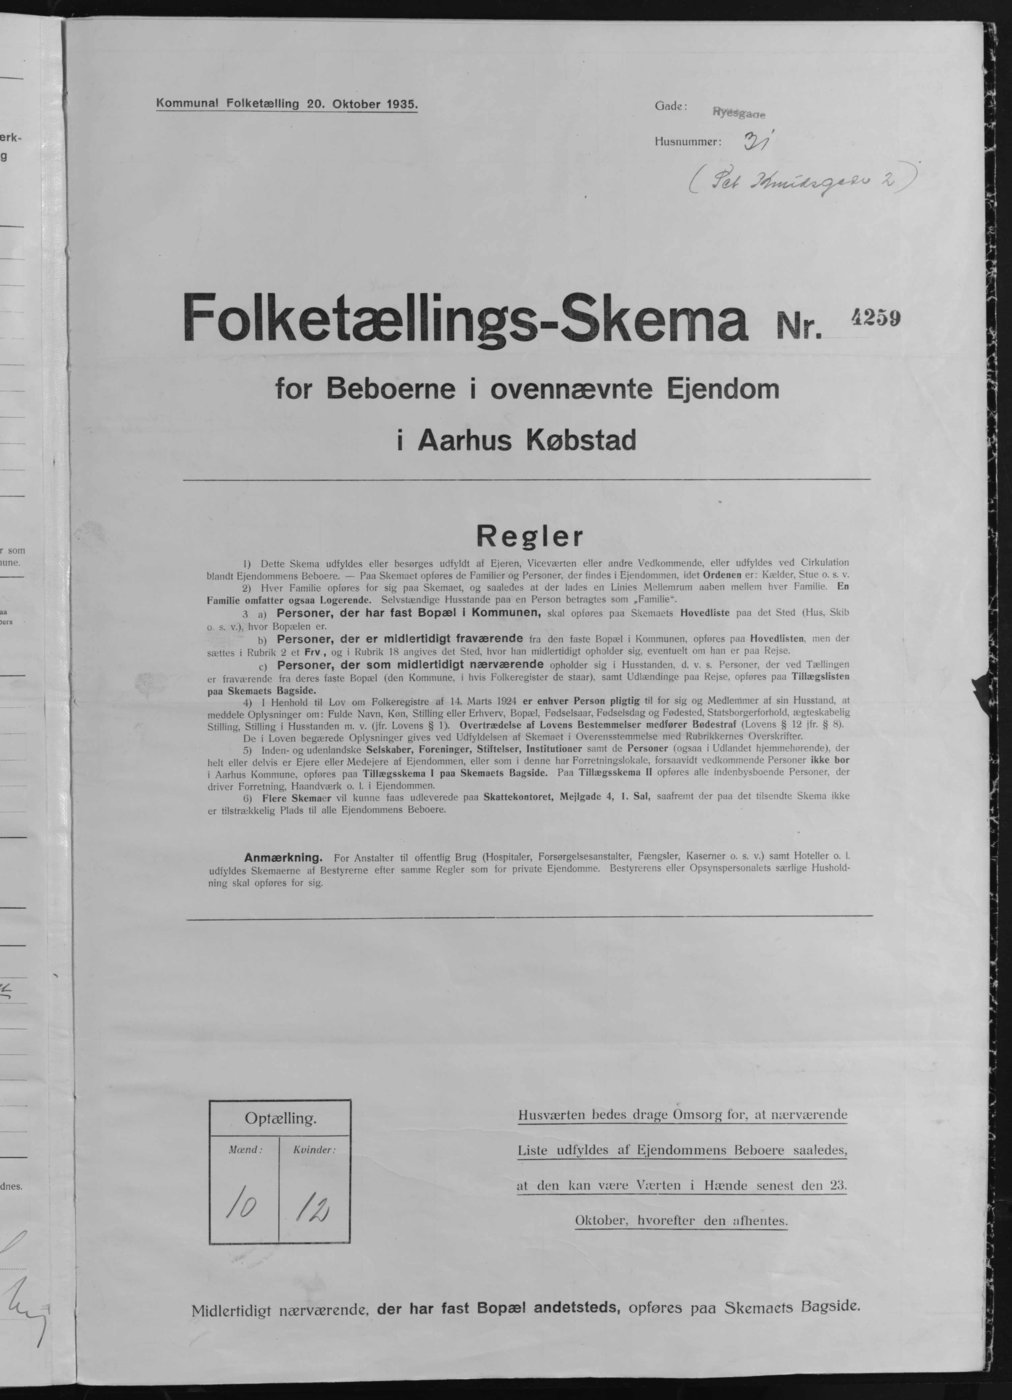 Kommunal Folketælling 20. Oktober 1935.
Gade: Ryesgade
Husnummer: 31
(Sct Knudsgade 2)
Folketællings-Skema Nr. 4259
for Beboerne i ovennævnte Ejendom
i Aarhus Købstad
Regler
1) Dette Skema udfyldes eller besørges udfyldt af Ejeren, Viceværten eller andre Vedkommende, eller udfyldes ved Cirkulation
blandt Ejendommens Beboere. — Paa Skemaet opføres de Familier og Personer, der findes i Ejendommen, idet Ordenen er: Kælder, Stue o. s. v.
2) Hver Familie opføres for sig paa Skemaet, og saaledes at der lades en Linies Mellemrum aaben mellem hver Familie. En
Familie omfatter ogsaa Logerende. Selvstændige Husstande paa en Person betragtes som „Familie“.
3 a) Personer, der har fast Bopæl i Kommunen, skal opføres paa Skemaets Hovedliste paa det Sted (Hus, Skib
o. s. v.), hvor Bopælen er.
b) Personer, der er midlertidigt fraværende fra den faste Bopæl i Kommunen, opføres paa Hovedlisten, men der
sættes i Rubrik 2 et Frv, og i Rubrik 18 angives det Sted, hvor han midlertidigt opholder sig, eventuelt om han er paa Rejse.
c) Personer, der som midlertidigt nærværende opholder sig i Husstanden, d. v. s. Personer, der ved Tællingen
er fraværende fra deres faste Bopæl (den Kommune, i hvis Folkeregister de staar), samt Udlændinge paa Rejse, opføres paa Tillægslisten
paa Skemaets Bagside.
4) I Henhold til Lov om Folkeregistre af 14. Marts 1924 er enhver Person pligtig til for sig og Medlemmer af sin Husstand, at
meddele Oplysninger om: Fulde Navn, Køn, Stilling eller Erhverv, Bopæl, Fødselsaar, Fødselsdag og Fødested, Statsborgerforhold, ægteskabelig
Stilling, Stilling i Husstanden m. v. (jfr. Lovens § 1). Overtrædelse af Lovens Bestemmelser medfører Bødestraf (Lovens § 12 jfr. § 8).
De i Loven begærede Oplysninger gives ved Udfyldelsen af Skemaet i Overensstemmelse med Rubrikkernes Overskrifter.
5) Inden- og udenlandske Selskaber, Foreninger, Stiftelser, Institutioner samt de Personer (ogsaa i Udlandet hjemmehørende), der
helt eller delvis er Ejere eller Medejere af Ejendommen, eller som i denne har Forretningslokale, forsaavidt vedkommende Personer ikke bor
i Aarhus Kommune, opføres paa Tillægsskema I paa Skemaets Bagside. Paa Tillægsskema II opføres alle indenbysboende Personer, der
driver Forretning, Haandværk o. l. i Ejendommen.
6) Flere Skemaer vil kunne faas udleverede paa Skattekontoret, Mejlgade 4, 1. Sal, saafremt der paa det tilsendte Skema ikke
er tilstrækkelig Plads til alle Ejendommens Beboere.
Anmærkning. For Anstalter til offentlig Brug (Hospitaler, Forsørgelsesanstalter, Fængsler, Kaserner o. s. v.) samt Hoteller o. l.
udfyldes Skemaerne af Bestyrerne efter samme Regler som for private Ejendomme. Bestyrerens eller Opsynspersonalets særlige Hushold-
ning skal opføres for sig.
Optælling.
Mænd: Kvinder:
10 12
Husværten bedes drage Omsorg for, at nærværende
Liste udfyldes af Ejendommens Beboere saaledes,
at den kan være Værten i Hænde senest den 23.
Oktober, hvorefter den afhentes.
Midlertidigt nærværende, der har fast Bopæl andetsteds, opføres paa Skemaets Bagside.